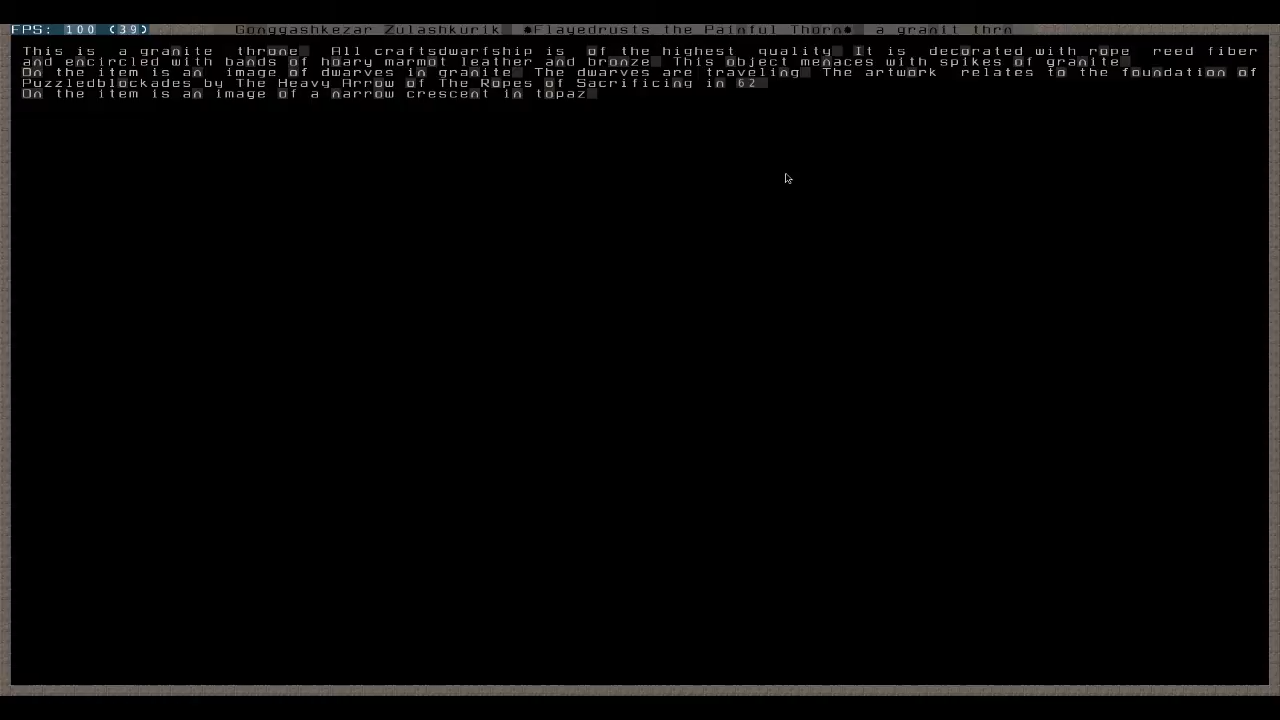 FPS: 100 (39) Gonggashkezar Zulashkurik *Flayedrusts the Painful Thorn* a granit thrn
This is a granite throne All craftsdwarfship is of the highest quality It is decorated with rope reed fiber
and encircled with bands of hoary marmot leather and bronze This object menaces with spikes of granite
On the item is an image of dwarves in granite The dwarves are traveling The artwork relates to the foundation of
Puzzledblockades by The Heavy Arrow of The Ropes of Sacrificing in 62
On the item is an image of a narrow crescent in topaz